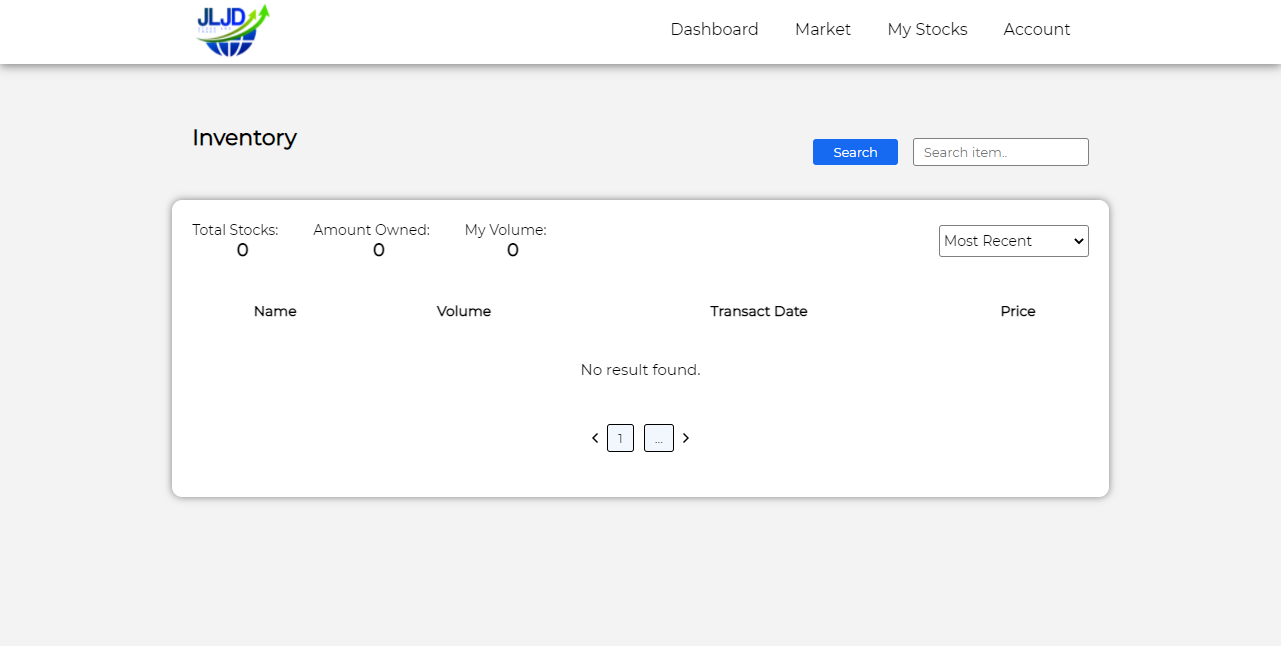 JLJD
Dashboard Market My Stocks Account
Inventory
Search Search item..
Total Stocks: Amount Owned: My Volume:
0 0 0
Most Recent
Name Volume Transact Date Price
No result found.
1 ...